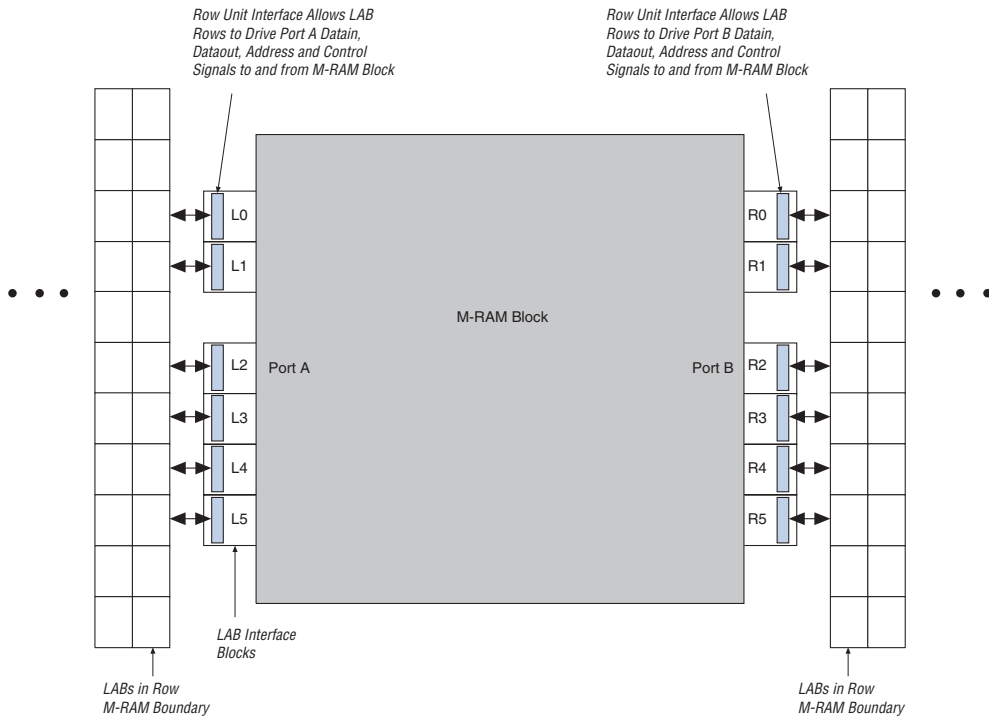 Row Unit Interface Allows LAB
Rows to Drive Port A Datain,
Dataout, Address and Control
Signals to and from M-RAM Block
Row Unit Interface Allows LAB
Rows to Drive Port B Datain,
Dataout, Address and Control
Signals to and from M-RAM Block
L0
R0
L1
R1
M-RAM Block
L2
Port A
Port B
R2
L3
R3
L4
R4
L5
R5
LAB Interface
Blocks
LABs in Row
M-RAM Boundary
LABs in Row
M-RAM Boundary